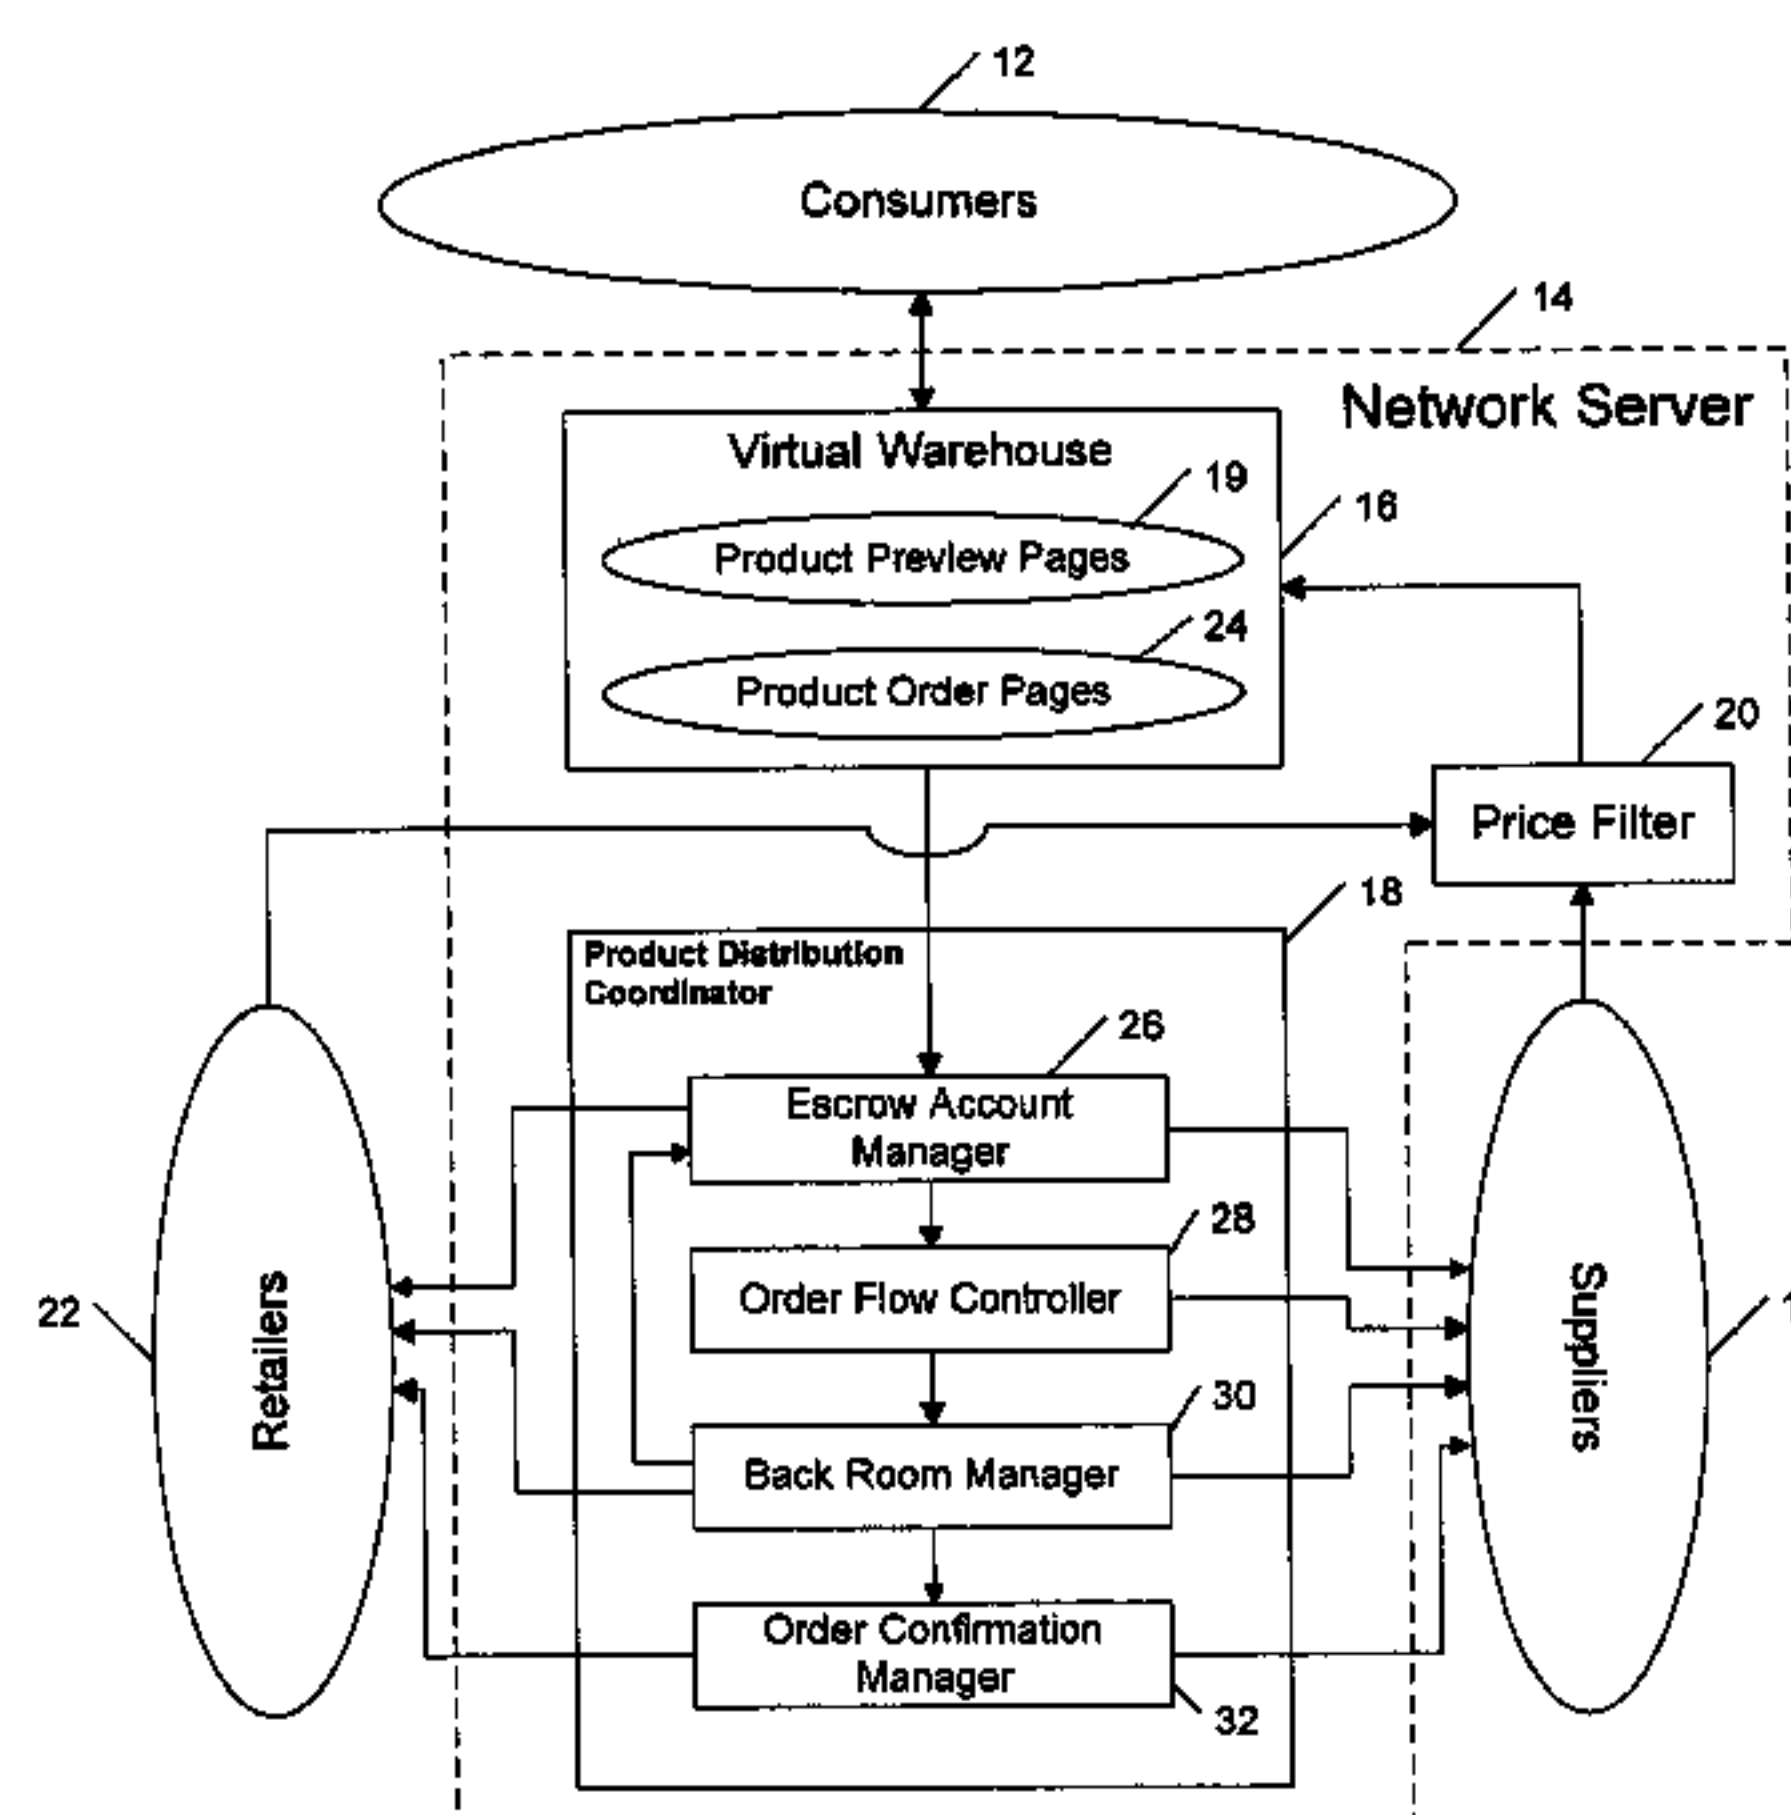 12
Consumers
14
Network Server
Virtual Warehouse
19
16
Product Preview Pages
24
Product Order Pages
20
Price Filter
18
Product Distribution
Coordinator
26
Escrow Account
Manager
28
Order Flow Controller
22
Retailers
Suppliers
30
Back Room Manager
Order Confirmation
Manager
32